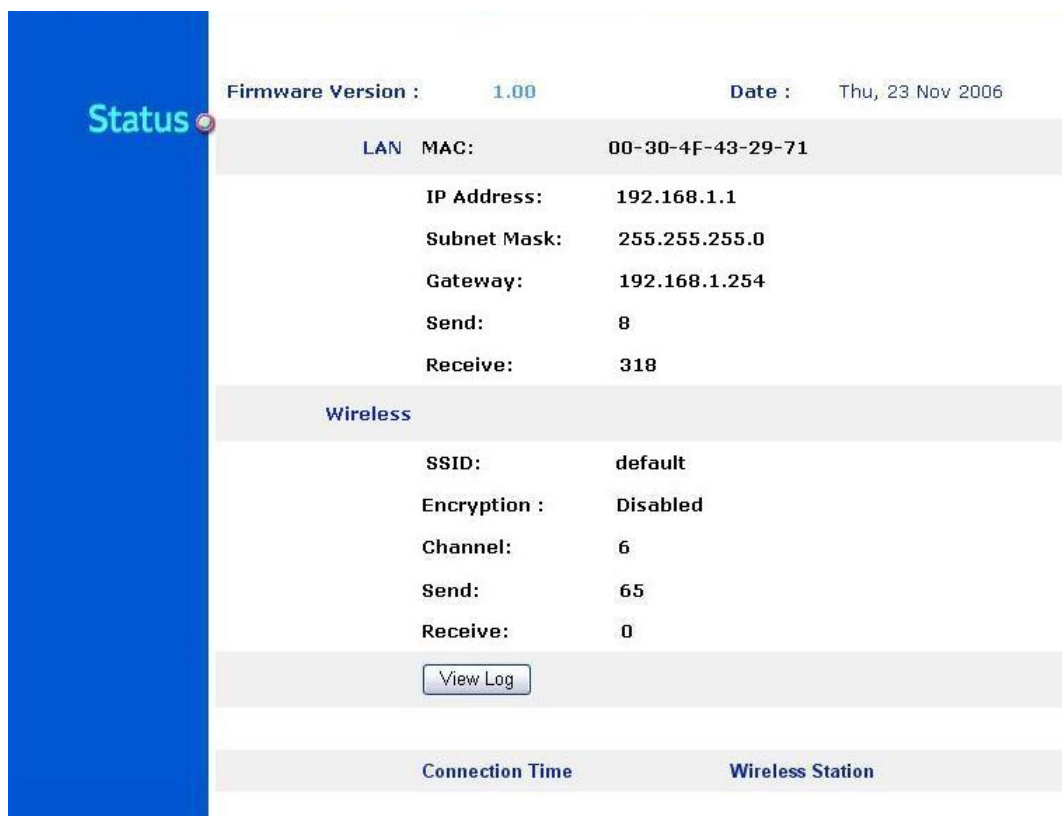 Status
Firmware Version : 1.00 Date : Thu, 23 Nov 2006
LAN MAC: 00-30-4F-43-29-71
IP Address: 192.168.1.1
Subnet Mask: 255.255.255.0
Gateway: 192.168.1.254
Send: 8
Receive: 318
Wireless
SSID: default
Encryption : Disabled
Channel: 6
Send: 65
Receive: 0
View Log
Connection Time Wireless Station